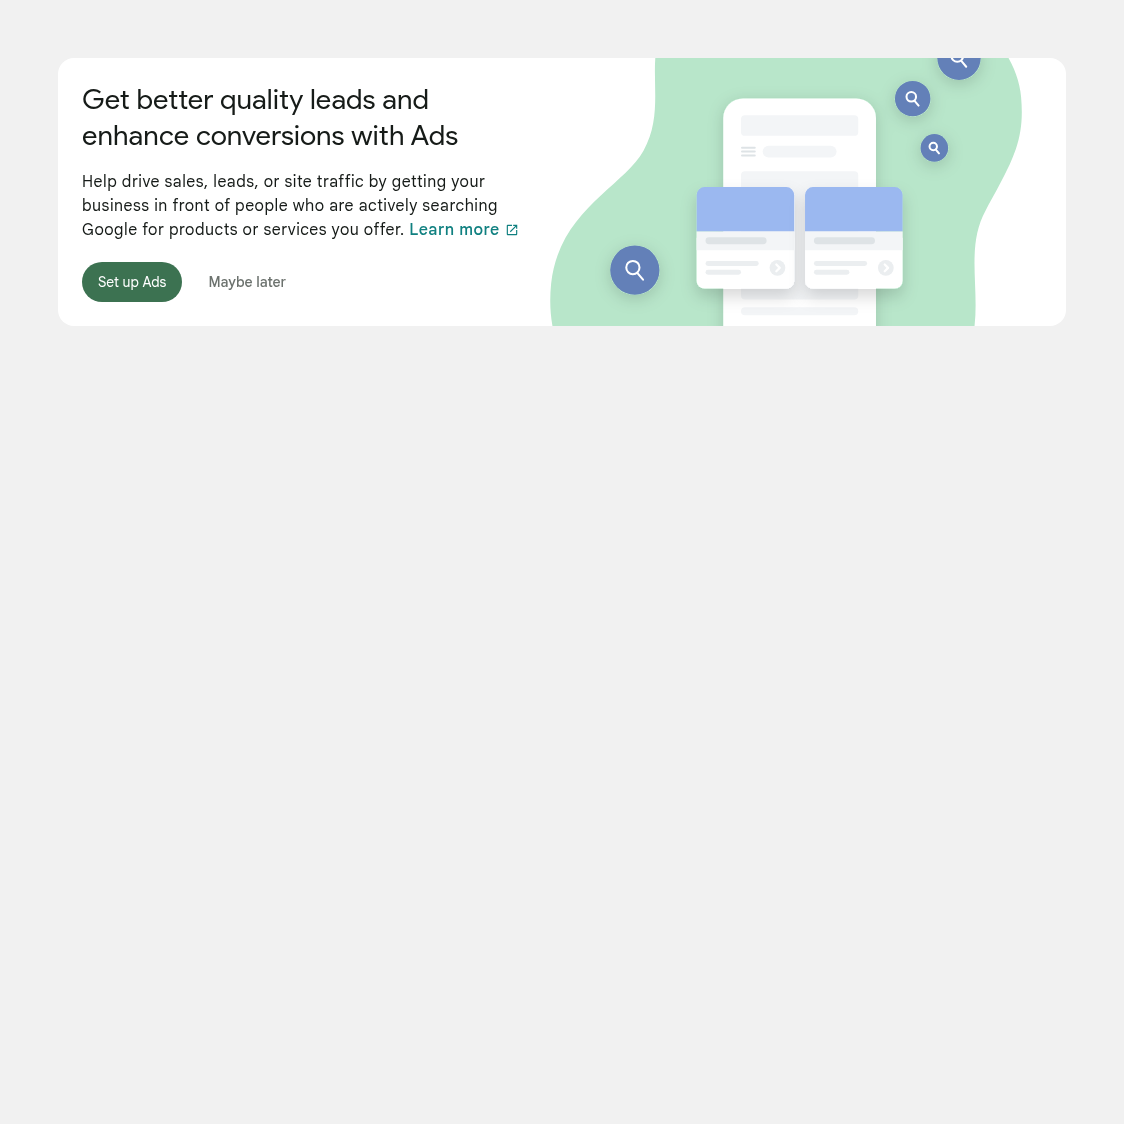 Get better quality leads and
enhance conversions with Ads
Help drive sales, leads, or site traffic by getting your
business in front of people who are actively searching
Google for products or services you offer. Learn more
Set up Ads
Maybe later